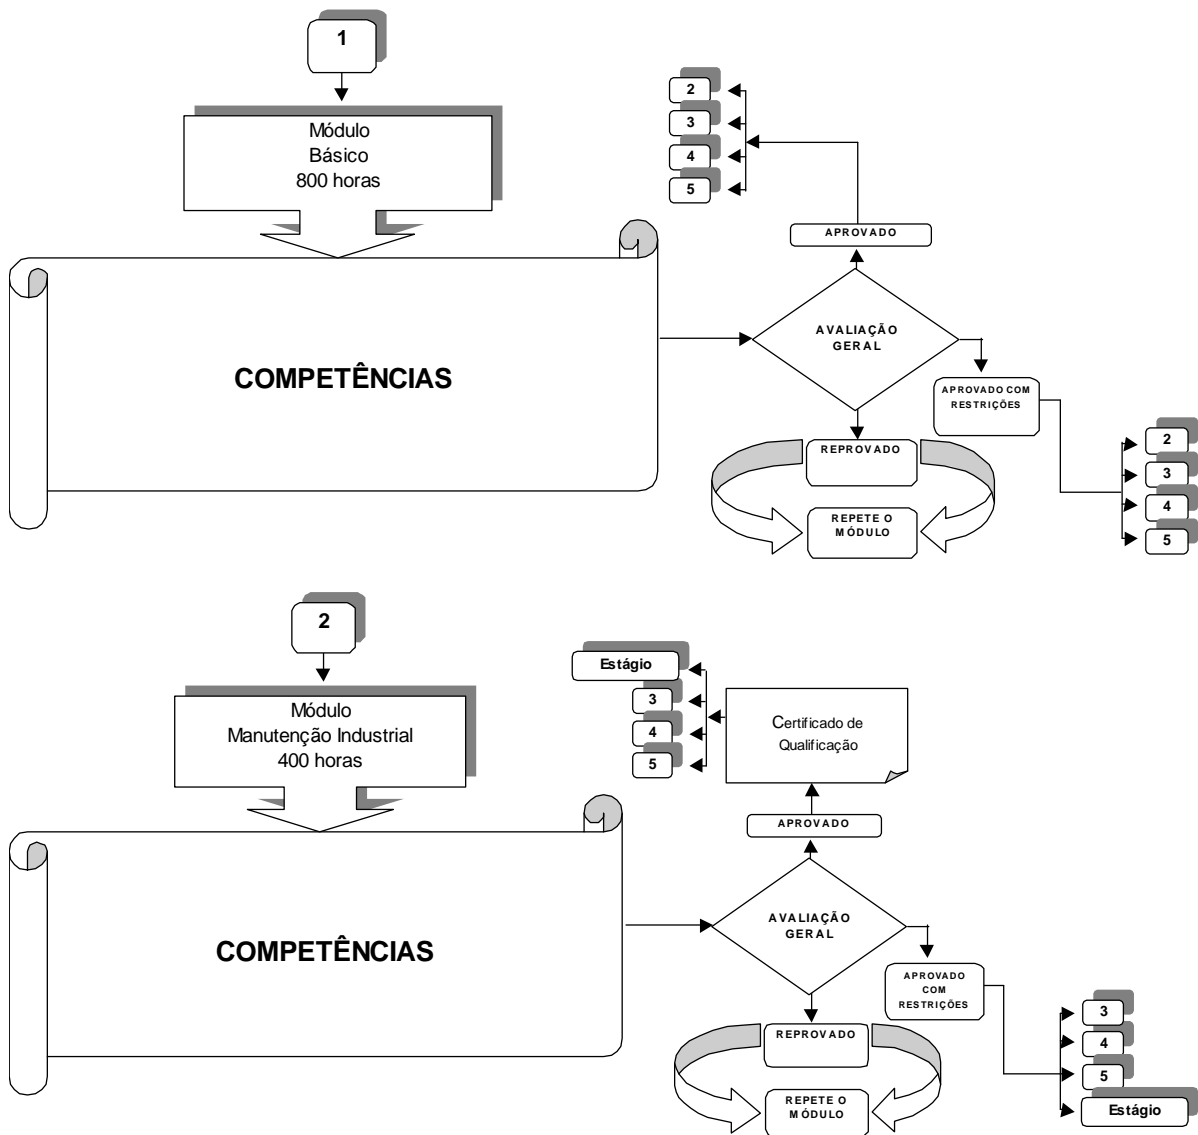 1
Módulo
Básico
800 horas
COMPETÊNCIAS
2
3
4
5
APROVADO
AVALIAÇÃO
GERAL
APROVADO COM
RESTRIÇÕES
REPROVADO
REPETE O
MÓDULO
2
3
4
5
2
Módulo
Manutenção Industrial
400 horas
COMPETÊNCIAS
Estágio
3
4
5
Certificado de
Qualificação
APROVADO
AVALIAÇÃO
GERAL
APROVADO
COM
RESTRIÇÕES
REPROVADO
REPETE O
MÓDULO
3
4
5
Estágio